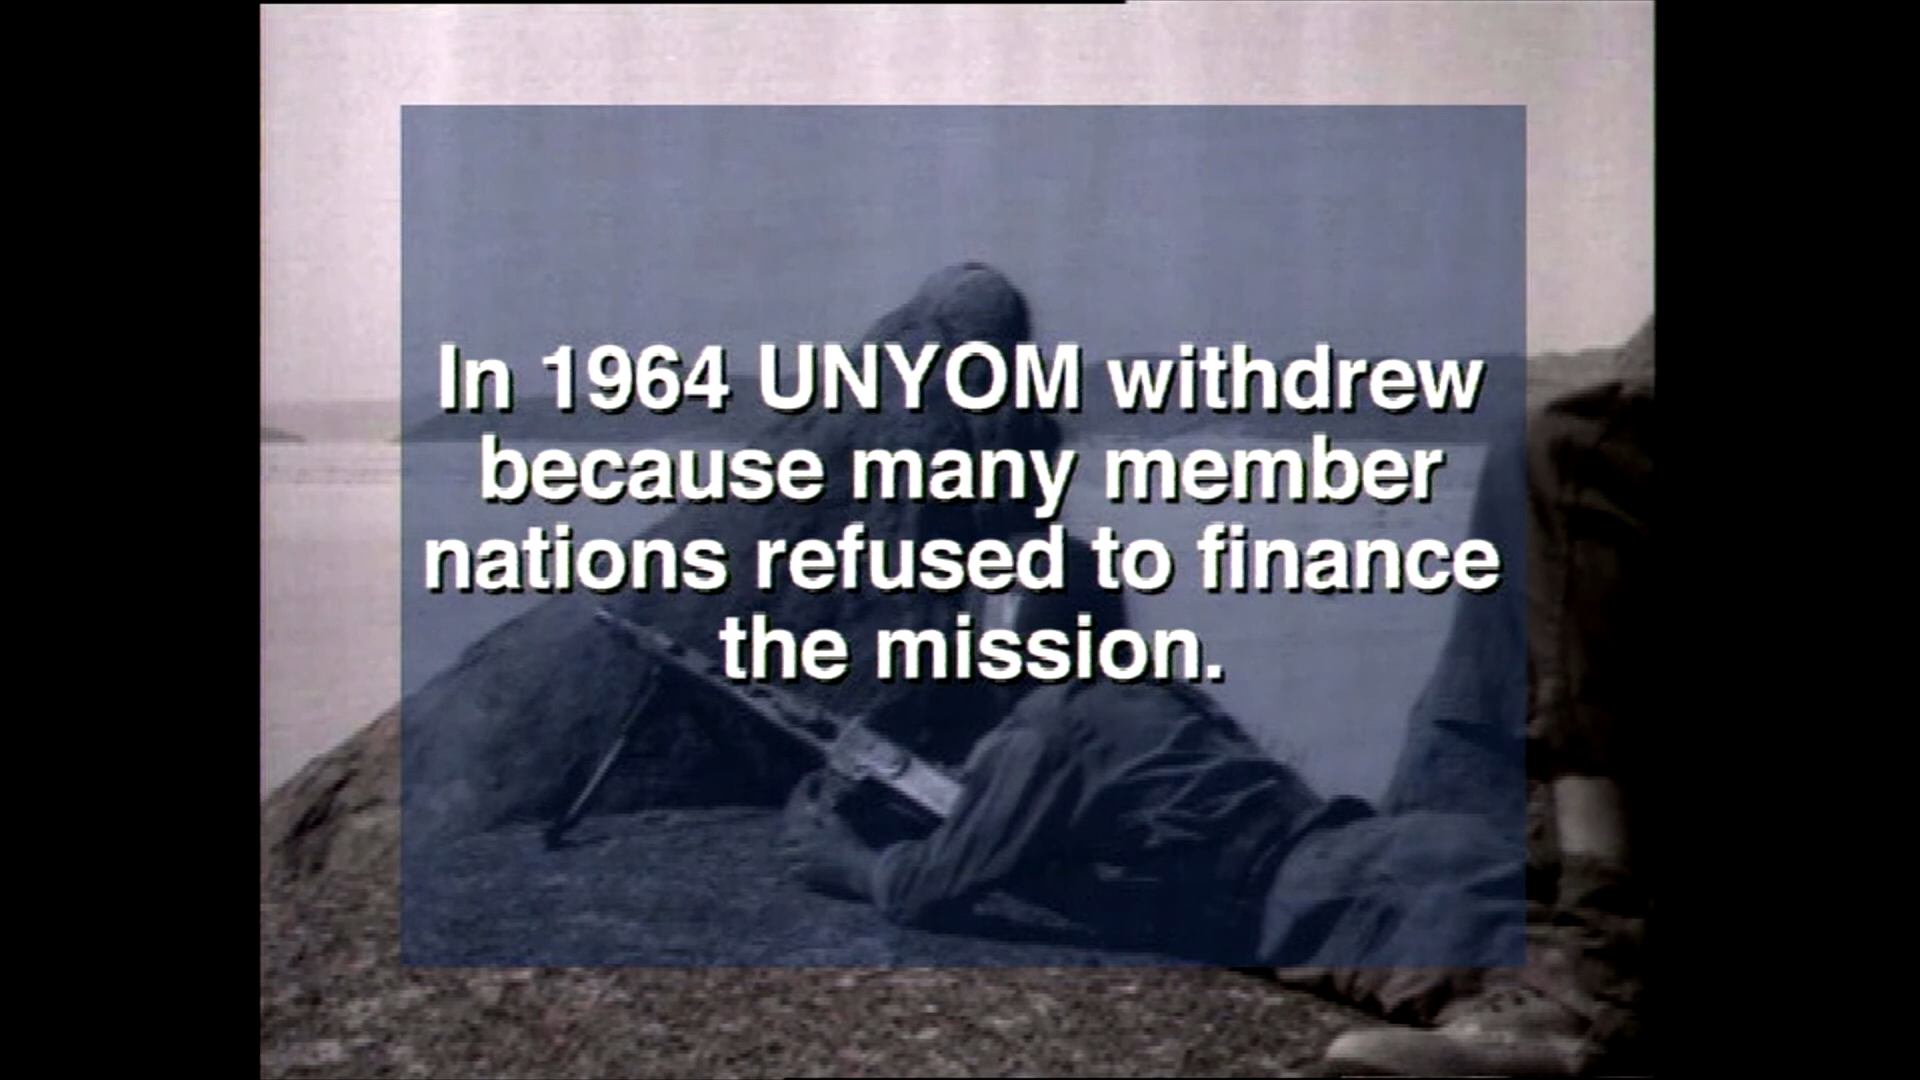 In 1964 UNYOM withdrew
because many member
nations refused to finance
the mission.